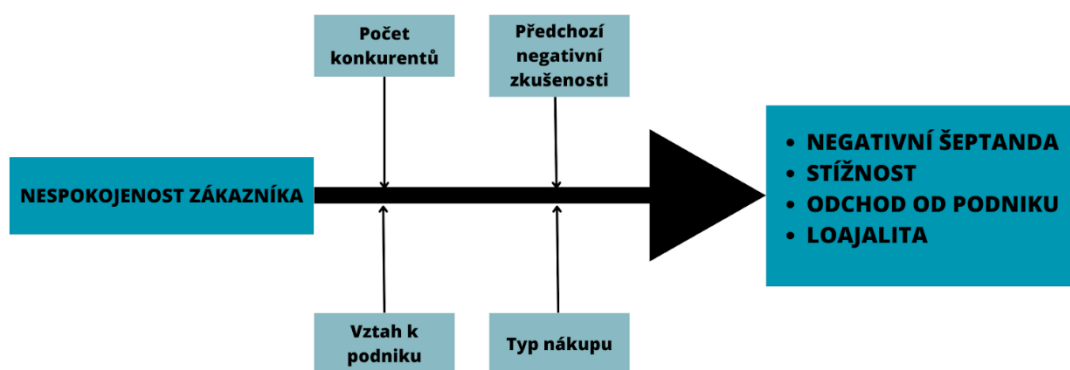 Počet
konkurentů
Předchozí
negativní
zkušenosti
NESPOKOJENOST ZÁKAZNÍKA
• NEGATIVNÍ ŠEPTANDA
• STÍŽNOST
• ODCHOD OD PODNIKU
• LOAJALITA
Vztah k
podniku
Typ nákupu